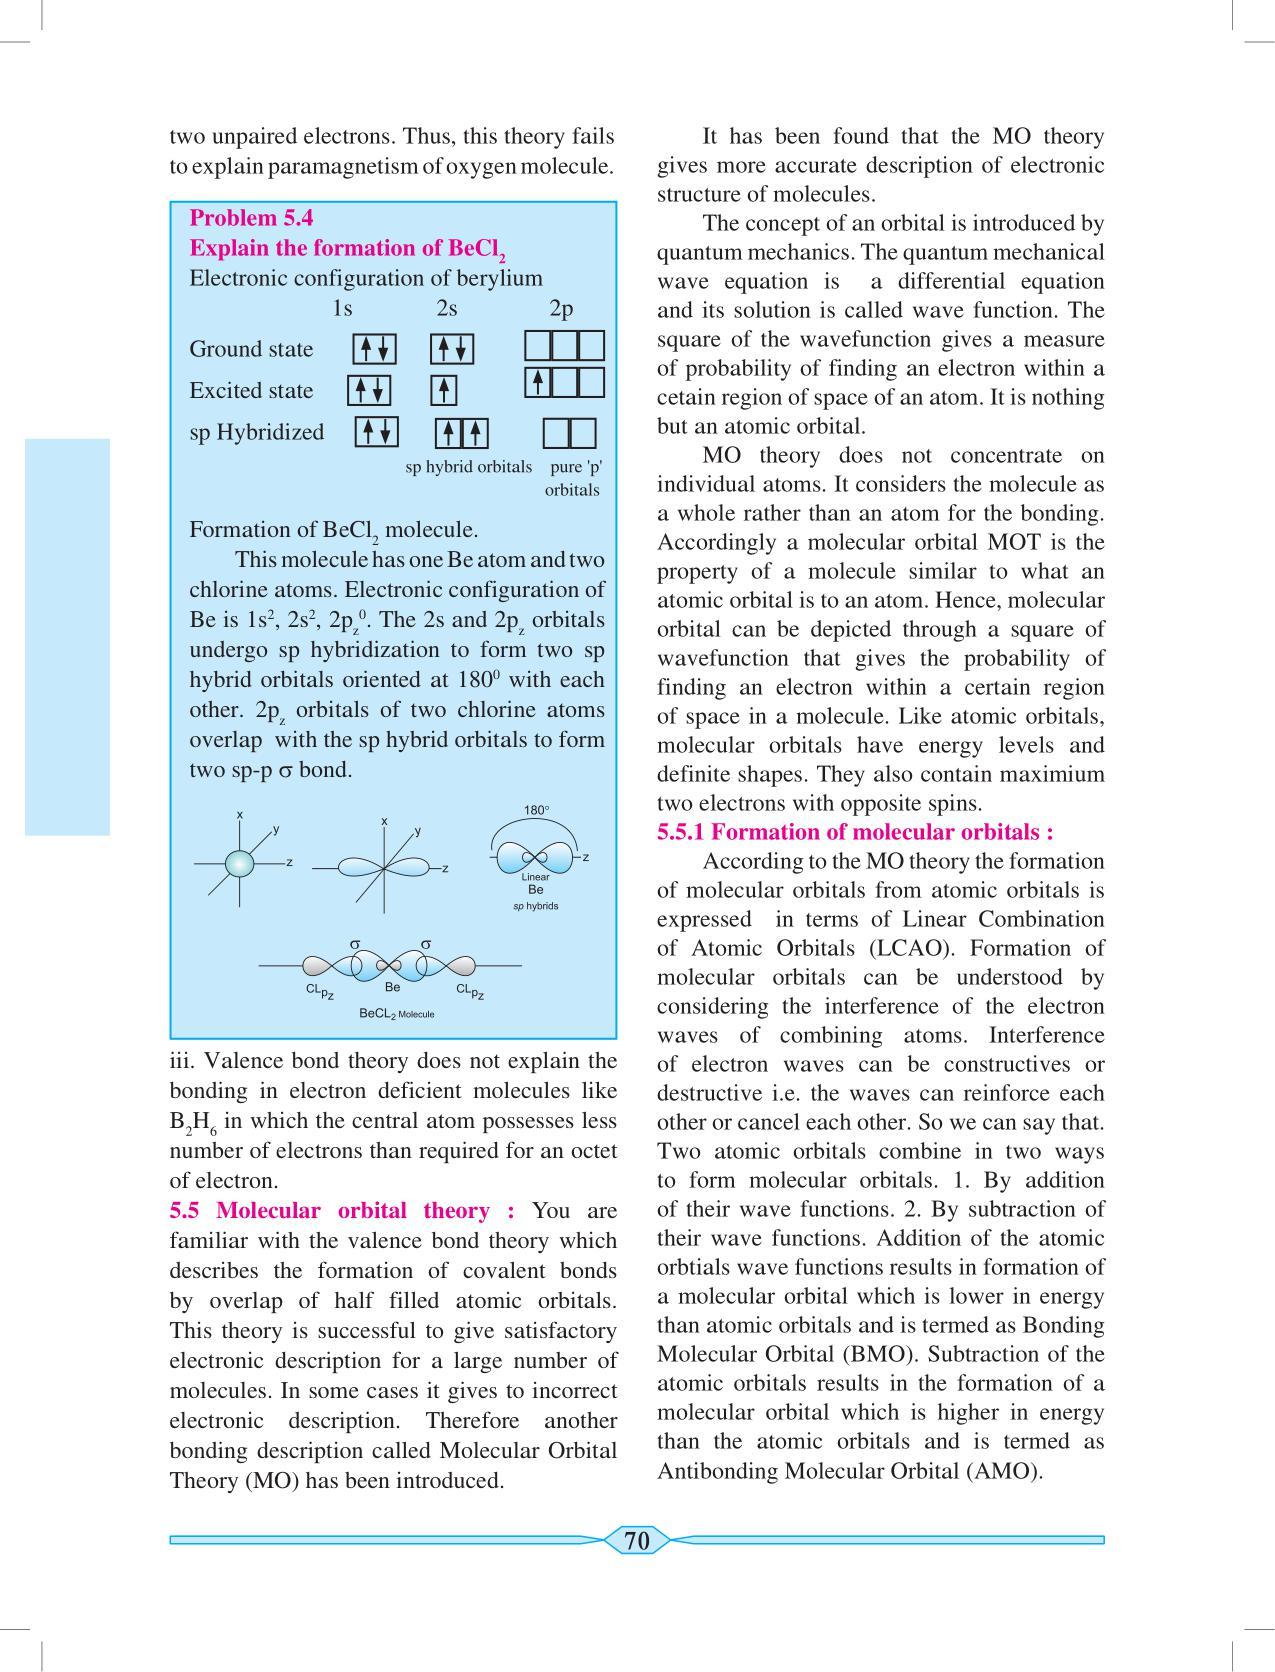 two unpaired electrons. Thus, this theory fails
to explain paramagnetism of oxygen molecule.
Problem 5.4
Explain the formation of BeCl₂
Electronic configuration of berylium
1s 2s 2p
Ground state
Excited state
sp Hybridized
sp hybrid orbitals pure 'p'
orbitals
Formation of BeCl₂ molecule.
This molecule has one Be atom and two
chlorine atoms. Electronic configuration of
Be is 1s², 2s², 2p_z⁰. The 2s and 2p_z orbitals
undergo sp hybridization to form two sp
hybrid orbitals oriented at 180⁰ with each
other. 2p_z orbitals of two chlorine atoms
overlap with the sp hybrid orbitals to form
two sp-p σ bond.
x
y
z
x
y
z
180°
z
Linear
Be
sp hybrids
σ σ
CLpz Be CLpz
BeCL₂ Molecule
iii. Valence bond theory does not explain the
bonding in electron deficient molecules like
B₂H₆ in which the central atom possesses less
number of electrons than required for an octet
of electron.
5.5 Molecular orbital theory : You are
familiar with the valence bond theory which
describes the formation of covalent bonds
by overlap of half filled atomic orbitals.
This theory is successful to give satisfactory
electronic description for a large number of
molecules. In some cases it gives to incorrect
electronic description. Therefore another
bonding description called Molecular Orbital
Theory (MO) has been introduced.
It has been found that the MO theory
gives more accurate description of electronic
structure of molecules.
The concept of an orbital is introduced by
quantum mechanics. The quantum mechanical
wave equation is a differential equation
and its solution is called wave function. The
square of the wavefunction gives a measure
of probability of finding an electron within a
cetain region of space of an atom. It is nothing
but an atomic orbital.
MO theory does not concentrate on
individual atoms. It considers the molecule as
a whole rather than an atom for the bonding.
Accordingly a molecular orbital MOT is the
property of a molecule similar to what an
atomic orbital is to an atom. Hence, molecular
orbital can be depicted through a square of
wavefunction that gives the probability of
finding an electron within a certain region
of space in a molecule. Like atomic orbitals,
molecular orbitals have energy levels and
definite shapes. They also contain maximium
two electrons with opposite spins.
5.5.1 Formation of molecular orbitals :
According to the MO theory the formation
of molecular orbitals from atomic orbitals is
expressed in terms of Linear Combination
of Atomic Orbitals (LCAO). Formation of
molecular orbitals can be understood by
considering the interference of the electron
waves of combining atoms. Interference
of electron waves can be constructives or
destructive i.e. the waves can reinforce each
other or cancel each other. So we can say that.
Two atomic orbitals combine in two ways
to form molecular orbitals. 1. By addition
of their wave functions. 2. By subtraction of
their wave functions. Addition of the atomic
orbtials wave functions results in formation of
a molecular orbital which is lower in energy
than atomic orbitals and is termed as Bonding
Molecular Orbital (BMO). Subtraction of the
atomic orbitals results in the formation of a
molecular orbital which is higher in energy
than the atomic orbitals and is termed as
Antibonding Molecular Orbital (AMO).
70